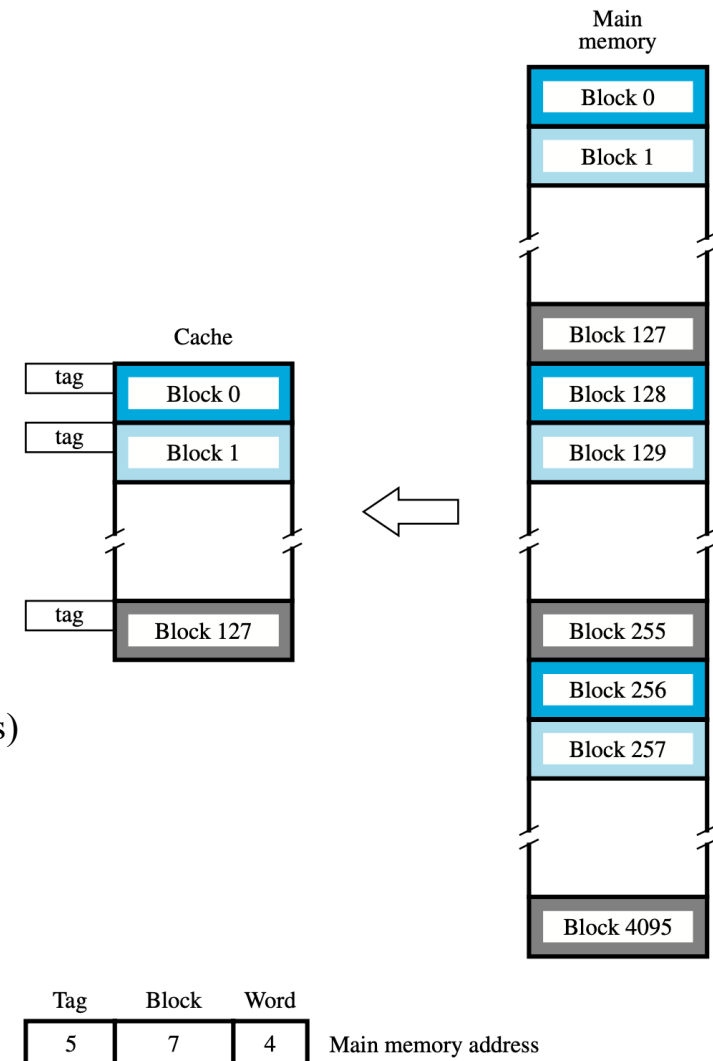 Main
memory
Block 0
Block 1
Block 127
Cache
tag
Block 0
Block 128
tag
Block 1
Block 129
tag
Block 127
Block 255
Block 256
s)
Block 257
Block 4095
Tag Block Word
5 7 4 Main memory address